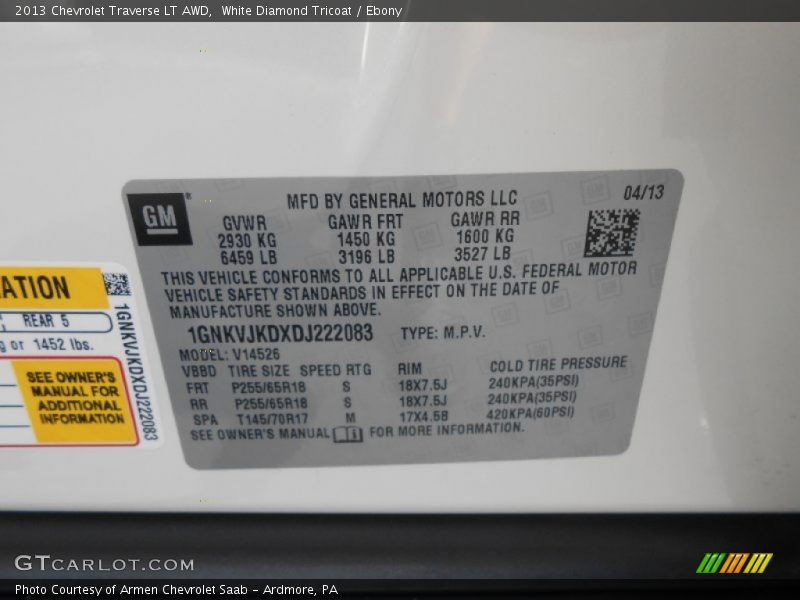 2013 Chevrolet Traverse LT AWD, White Diamond Tricoat / Ebony
MFD BY GENERAL MOTORS LLC
04/13
GM
®
GVWR GAWR FRT GAWR RR
2930 KG 1450 KG 1600 KG
6459 LB 3196 LB 3527 LB
THIS VEHICLE CONFORMS TO ALL APPLICABLE U.S. FEDERAL MOTOR
VEHICLE SAFETY STANDARDS IN EFFECT ON THE DATE OF
MANUFACTURE SHOWN ABOVE.
1GNKVJKDXDJ222083 TYPE: M.P.V.
MODEL: V14526
VBBD TIRE SIZE SPEED RTG RIM COLD TIRE PRESSURE
FRT P255/65R18 S 18X7.5J 240KPA(35PSI)
RR P255/65R18 S 18X7.5J 240KPA(35PSI)
SPA T145/70R17 M 17X4.5B 420KPA(60PSI)
SEE OWNER'S MANUAL FOR MORE INFORMATION.
ATION
REAR 5
or 1452 lbs.
SEE OWNER'S
MANUAL FOR
ADDITIONAL
INFORMATION
1GNKVJKDXDJ222083
GTCARLOT.COM
Photo Courtesy of Armen Chevrolet Saab - Ardmore, PA